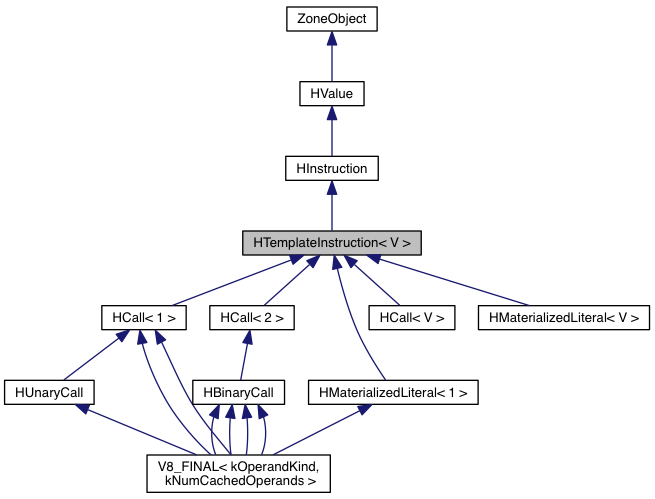 ZoneObject
HValue
HInstruction
HTemplateInstruction< V >
HCall< 1 >
HCall< 2 >
HCall< V >
HMaterializedLiteral< V >
HUnaryCall
HBinaryCall
HMaterializedLiteral< 1 >
V8_FINAL< kOperandKind,
kNumCachedOperands >